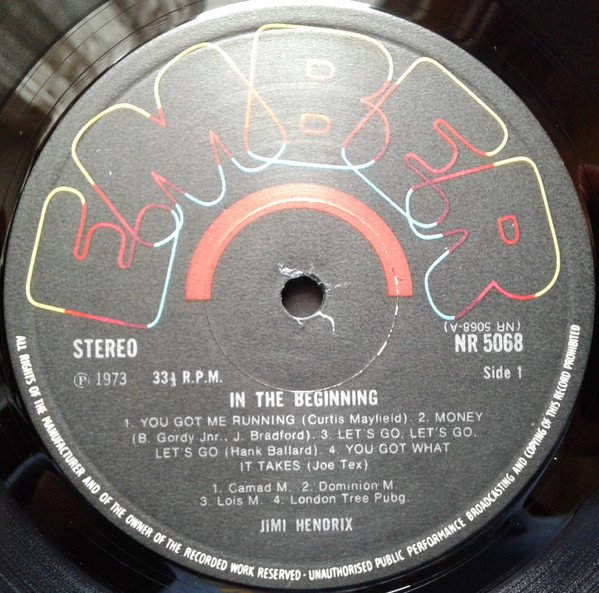 EMBER
STEREO
NR 5068
(NR 5068-A)
Ⓟ 1973 33⅓ R.P.M.
Side 1
IN THE BEGINNING
1. YOU GOT ME RUNNING (Curtis Mayfield). 2. MONEY
(B. Gordy Jnr., J. Bradford). 3. LET'S GO, LET'S GO,
LET'S GO (Hank Ballard). 4. YOU GOT WHAT
IT TAKES (Joe Tex)
1. Camad M. 2. Dominion M.
3. Lois M. 4. London Tree Pubg.
JIMI HENDRIX
ALL RIGHTS OF THE MANUFACTURER AND OF THE OWNER OF THE RECORDED WORK RESERVED · UNAUTHORISED PUBLIC PERFORMANCE BROADCASTING AND COPYING OF THIS RECORD PROHIBITED